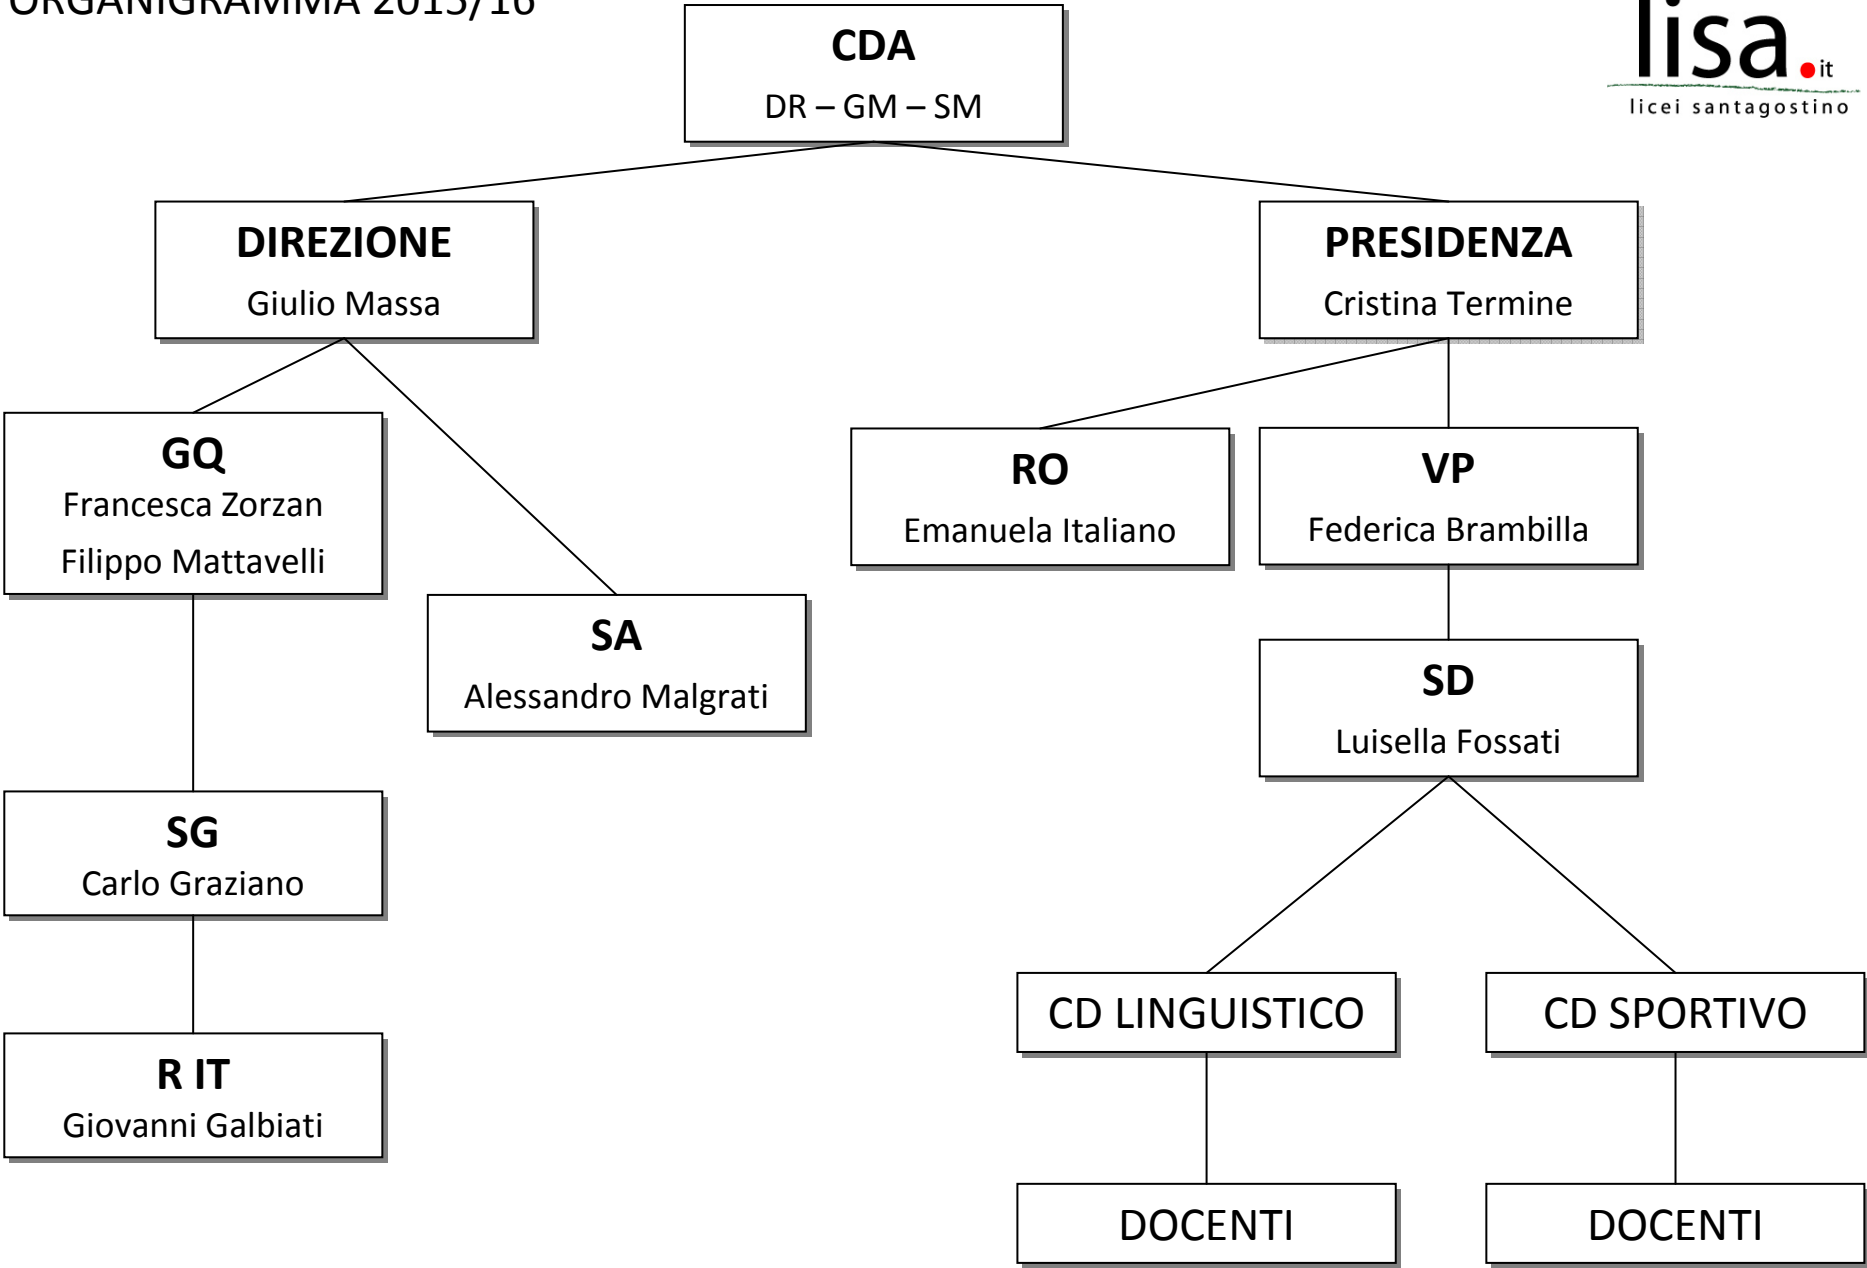 ORGANIGRAMMA 2015/16
lisa.it
licei santagostino
CDA
DR – GM – SM
DIREZIONE
Giulio Massa
PRESIDENZA
Cristina Termine
GQ
Francesca Zorzan
Filippo Mattavelli
RO
Emanuela Italiano
VP
Federica Brambilla
SA
Alessandro Malgrati
SD
Luisella Fossati
SG
Carlo Graziano
CD LINGUISTICO
CD SPORTIVO
R IT
Giovanni Galbiati
DOCENTI
DOCENTI